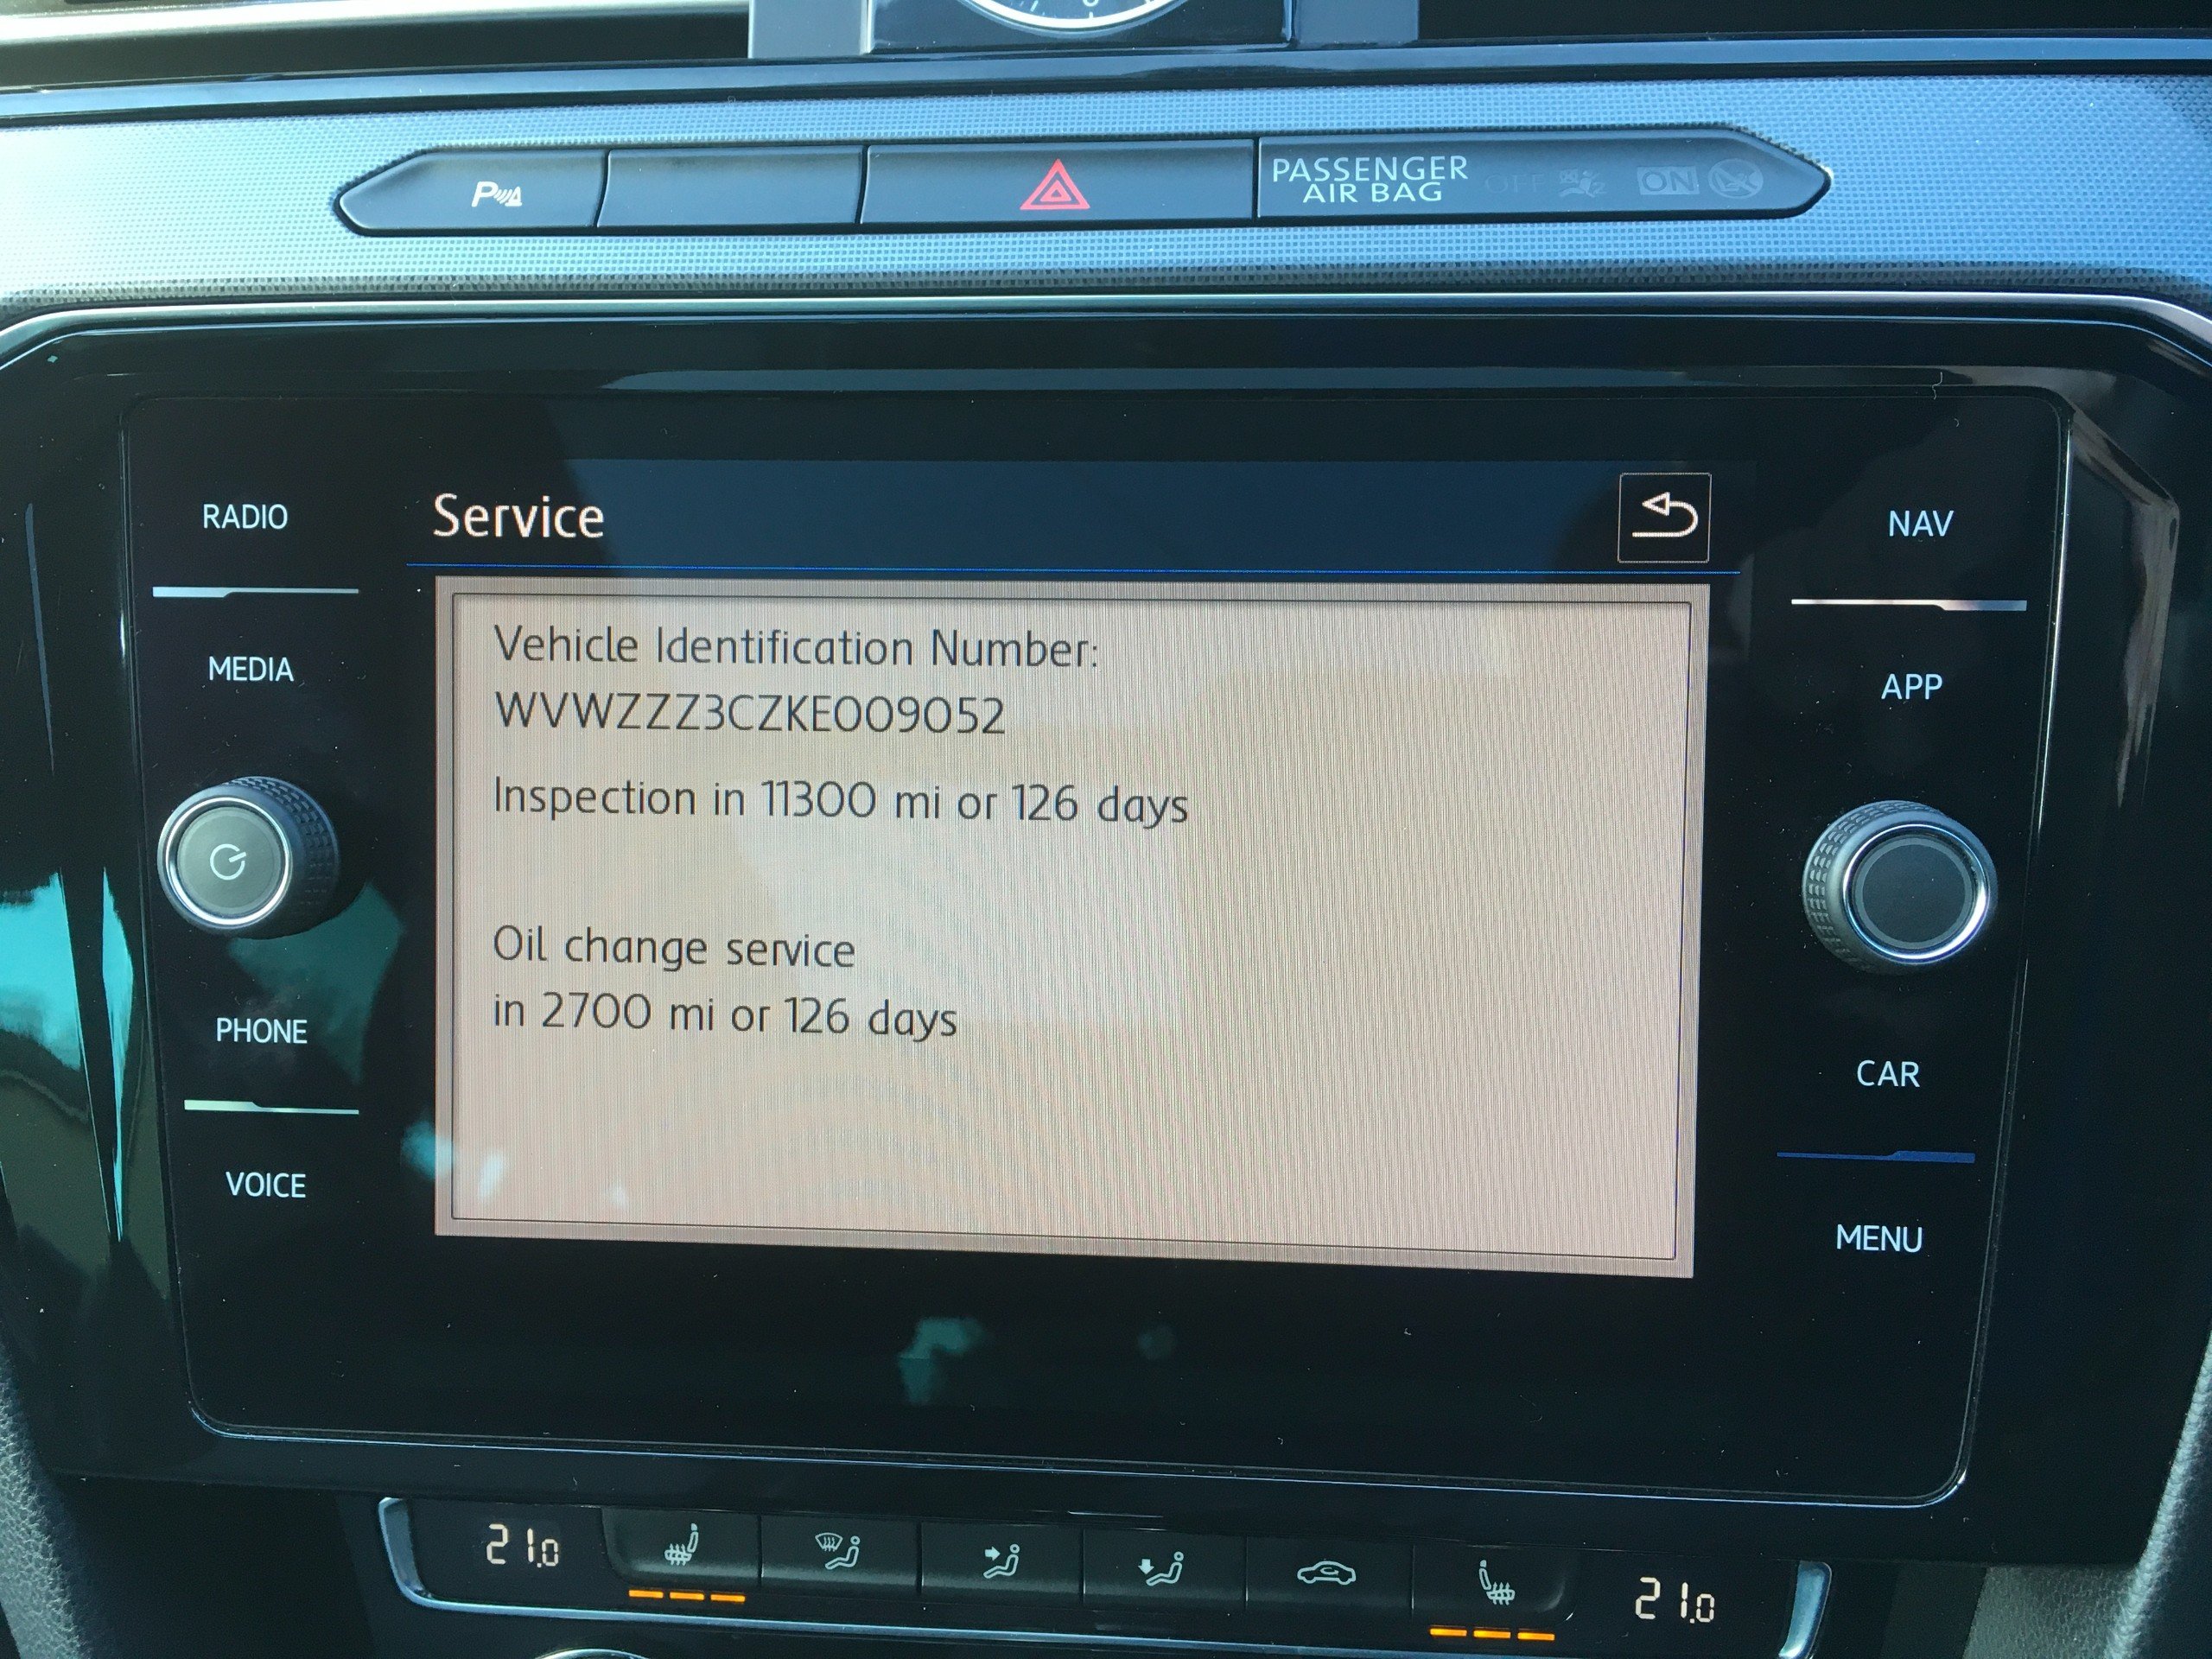 PASSENGER
AIR BAG OFF ON
RADIO
MEDIA
PHONE
VOICE
Service
Vehicle Identification Number:
WVWZZZ3CZKE009052
Inspection in 11300 mi or 126 days
Oil change service
in 2700 mi or 126 days
NAV
APP
CAR
MENU
21.0
21.0